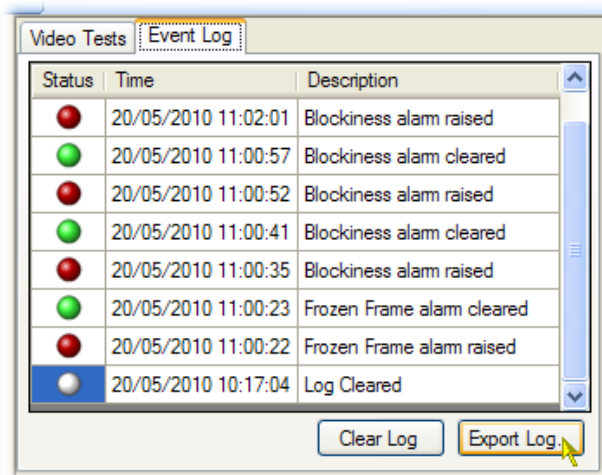 Video Tests Event Log
Status Time Description
20/05/2010 11:02:01 Blockiness alarm raised
20/05/2010 11:00:57 Blockiness alarm cleared
20/05/2010 11:00:52 Blockiness alarm raised
20/05/2010 11:00:41 Blockiness alarm cleared
20/05/2010 11:00:35 Blockiness alarm raised
20/05/2010 11:00:23 Frozen Frame alarm cleared
20/05/2010 11:00:22 Frozen Frame alarm raised
20/05/2010 10:17:04 Log Cleared
Clear Log Export Log...